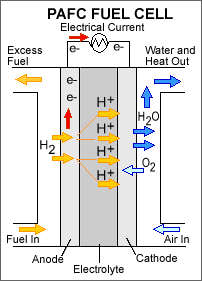 PAFC FUEL CELL
Electrical Current
Excess
Fuel
Water and
Heat Out
e-
e-
e-
e-
H+
H+
H+
H+
H2
H2O
O2
Fuel In
Air In
Anode
Cathode
Electrolyte